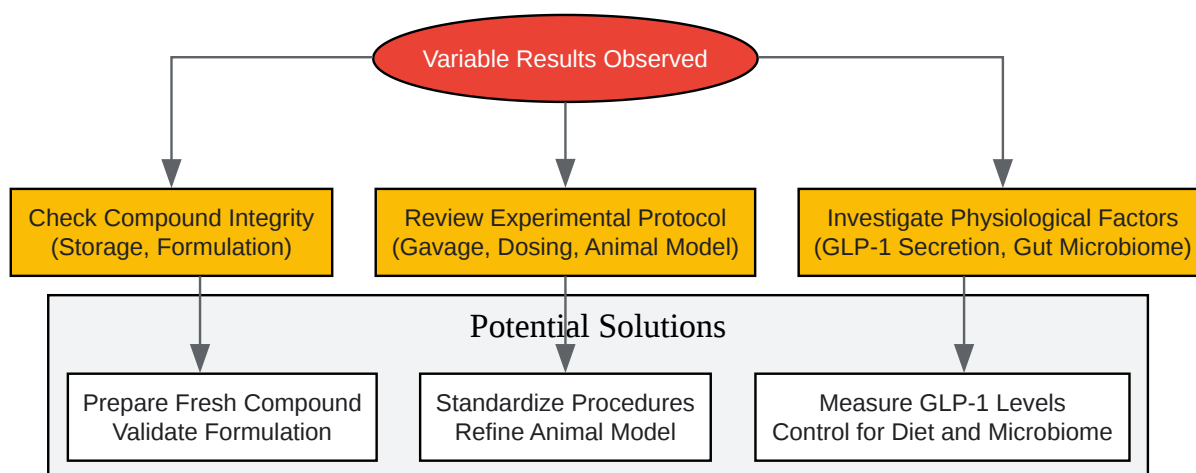 Variable Results Observed
Check Compound Integrity
(Storage, Formulation)
Review Experimental Protocol
(Gavage, Dosing, Animal Model)
Investigate Physiological Factors
(GLP-1 Secretion, Gut Microbiome)
Potential Solutions
Prepare Fresh Compound
Validate Formulation
Standardize Procedures
Refine Animal Model
Measure GLP-1 Levels
Control for Diet and Microbiome